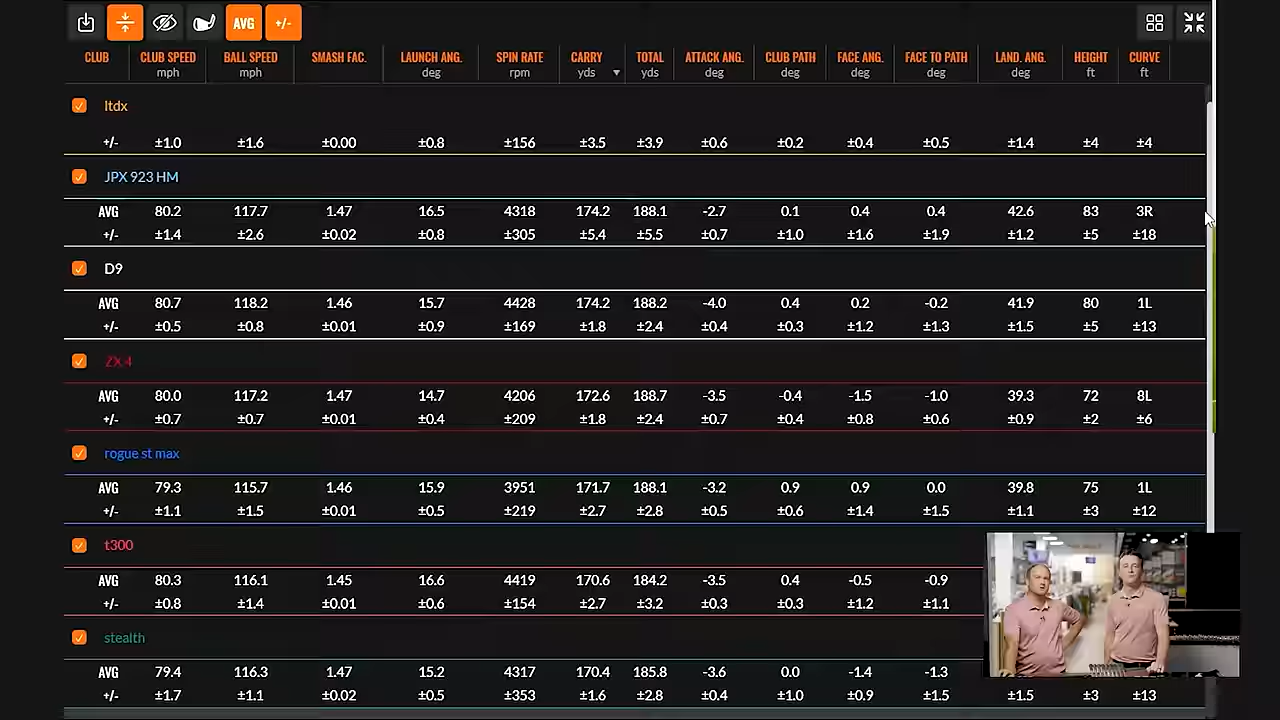 AVG +/-
CLUB CLUB SPEED BALL SPEED SMASH FAC. LAUNCH ANG. SPIN RATE CARRY TOTAL ATTACK ANG. CLUB PATH FACE ANG. FACE TO PATH LAND. ANG. HEIGHT CURVE
mph mph deg rpm yds yds deg deg deg deg deg ft ft
ltdx
+/- ±1.0 ±1.6 ±0.00 ±0.8 ±156 ±3.5 ±3.9 ±0.6 ±0.2 ±0.4 ±0.5 ±1.4 ±4 ±4
JPX 923 HM
AVG 80.2 117.7 1.47 16.5 4318 174.2 188.1 -2.7 0.1 0.4 0.4 42.6 83 3R
+/- ±1.4 ±2.6 ±0.02 ±0.8 ±305 ±5.4 ±5.5 ±0.7 ±1.0 ±1.6 ±1.9 ±1.2 ±5 ±18
D9
AVG 80.7 118.2 1.46 15.7 4428 174.2 188.2 -4.0 0.4 0.2 -0.2 41.9 80 1L
+/- ±0.5 ±0.8 ±0.01 ±0.9 ±169 ±1.8 ±2.4 ±0.4 ±0.3 ±1.2 ±1.3 ±1.5 ±5 ±13
ZX 4
AVG 80.0 117.2 1.47 14.7 4206 172.6 188.7 -3.5 -0.4 -1.5 -1.0 39.3 72 8L
+/- ±0.7 ±0.7 ±0.01 ±0.4 ±209 ±1.8 ±2.4 ±0.7 ±0.4 ±0.8 ±0.6 ±0.9 ±2 ±6
rogue st max
AVG 79.3 115.7 1.46 15.9 3951 171.7 188.1 -3.2 0.9 0.9 0.0 39.8 75 1L
+/- ±1.1 ±1.5 ±0.01 ±0.5 ±219 ±2.7 ±2.8 ±0.5 ±0.6 ±1.4 ±1.5 ±1.1 ±3 ±12
t300
AVG 80.3 116.1 1.45 16.6 4419 170.6 184.2 -3.5 0.4 -0.5 -0.9
+/- ±0.8 ±1.4 ±0.01 ±0.6 ±154 ±2.7 ±3.2 ±0.3 ±0.3 ±1.2 ±1.1
stealth
AVG 79.4 116.3 1.47 15.2 4317 170.4 185.8 -3.6 0.0 -1.4 -1.3
+/- ±1.7 ±1.1 ±0.02 ±0.5 ±353 ±1.6 ±2.8 ±0.4 ±1.0 ±0.9 ±1.5 ±1.5 ±3 ±13